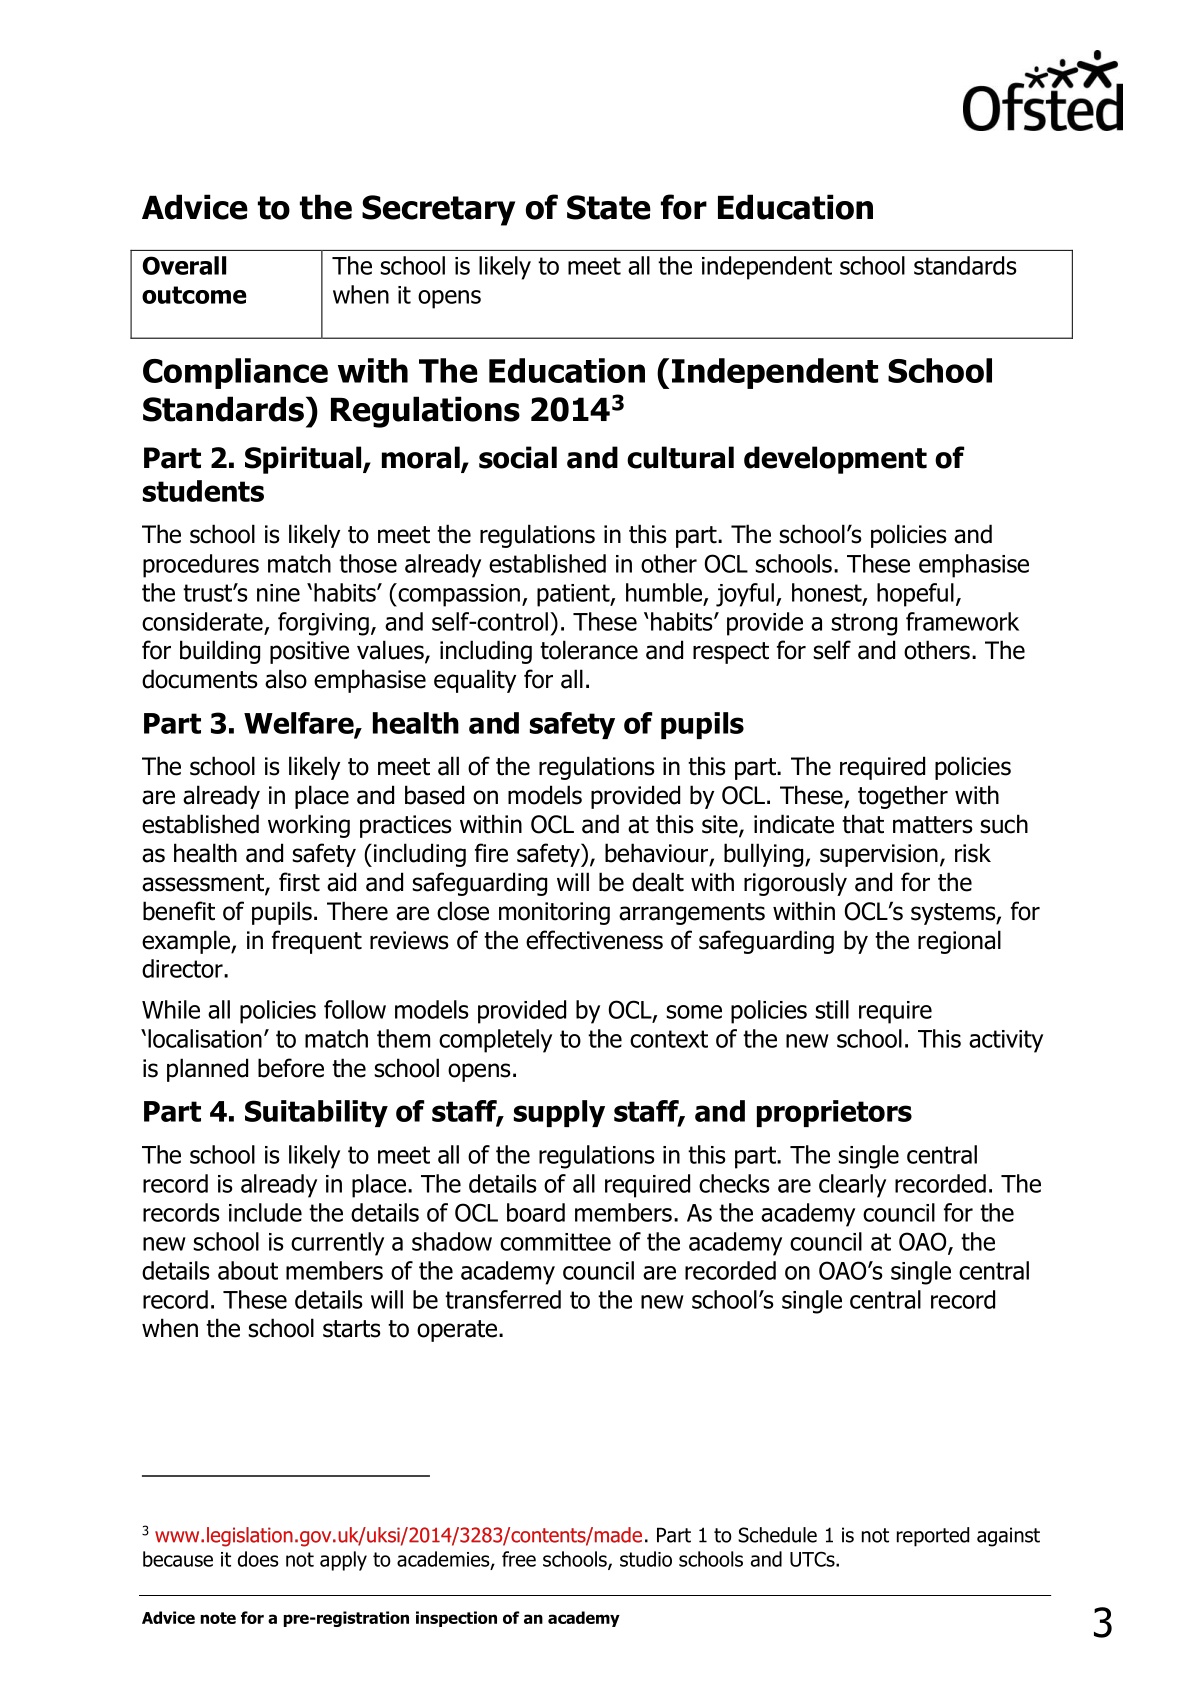 Ofsted
Advice to the Secretary of State for Education
Overall
outcome
The school is likely to meet all the independent school standards
when it opens
Compliance with The Education (Independent School
Standards) Regulations 2014³
Part 2. Spiritual, moral, social and cultural development of
students
The school is likely to meet the regulations in this part. The school’s policies and
procedures match those already established in other OCL schools. These emphasise
the trust’s nine ‘habits’ (compassion, patient, humble, joyful, honest, hopeful,
considerate, forgiving, and self-control). These ‘habits’ provide a strong framework
for building positive values, including tolerance and respect for self and others. The
documents also emphasise equality for all.
Part 3. Welfare, health and safety of pupils
The school is likely to meet all of the regulations in this part. The required policies
are already in place and based on models provided by OCL. These, together with
established working practices within OCL and at this site, indicate that matters such
as health and safety (including fire safety), behaviour, bullying, supervision, risk
assessment, first aid and safeguarding will be dealt with rigorously and for the
benefit of pupils. There are close monitoring arrangements within OCL’s systems, for
example, in frequent reviews of the effectiveness of safeguarding by the regional
director.
While all policies follow models provided by OCL, some policies still require
‘localisation’ to match them completely to the context of the new school. This activity
is planned before the school opens.
Part 4. Suitability of staff, supply staff, and proprietors
The school is likely to meet all of the regulations in this part. The single central
record is already in place. The details of all required checks are clearly recorded. The
records include the details of OCL board members. As the academy council for the
new school is currently a shadow committee of the academy council at OAO, the
details about members of the academy council are recorded on OAO’s single central
record. These details will be transferred to the new school’s single central record
when the school starts to operate.
³ www.legislation.gov.uk/uksi/2014/3283/contents/made. Part 1 to Schedule 1 is not reported against
because it does not apply to academies, free schools, studio schools and UTCs.
Advice note for a pre-registration inspection of an academy
3